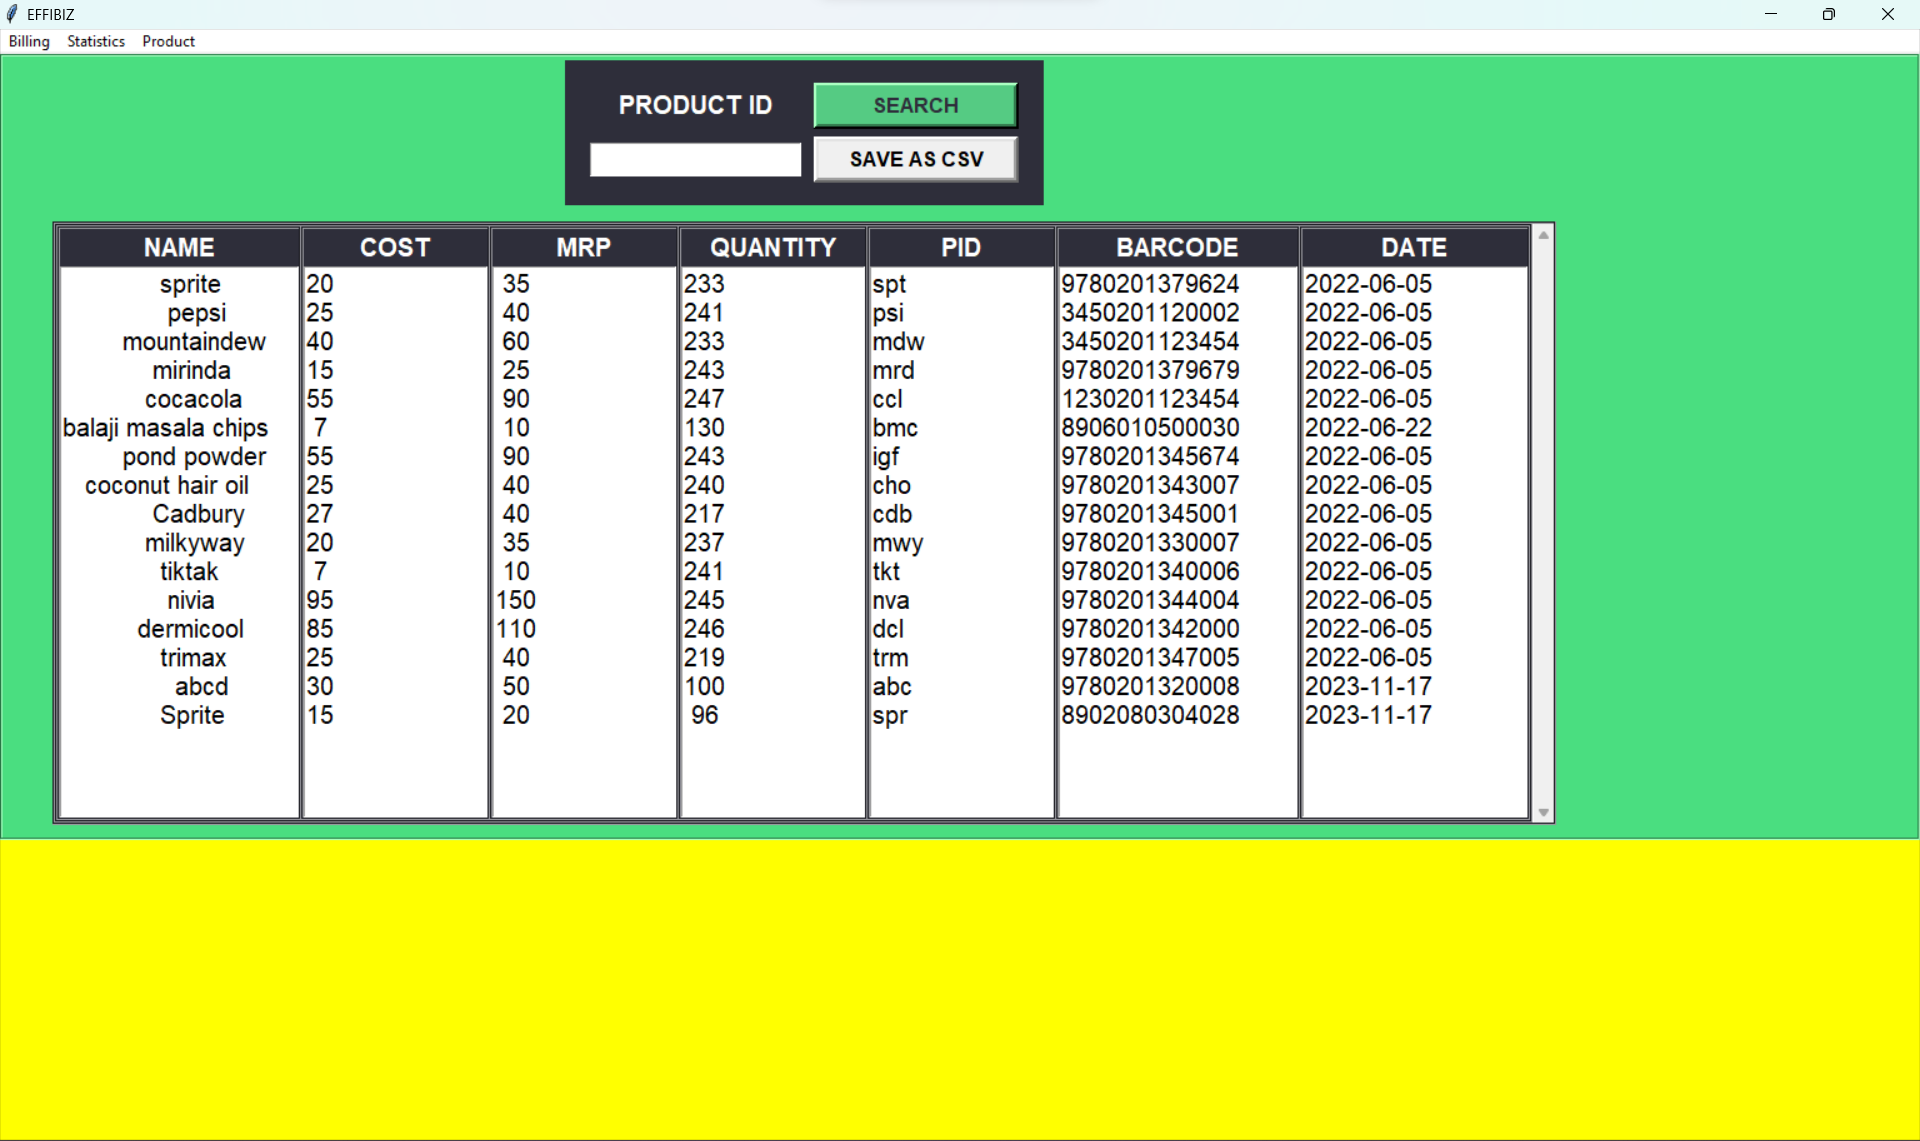 EFFIBIZ
Billing Statistics Product
PRODUCT ID SEARCH
SAVE AS CSV
NAME COST MRP QUANTITY PID BARCODE DATE
sprite 20 35 233 spt 9780201379624 2022-06-05
pepsi 25 40 241 psi 3450201120002 2022-06-05
mountaindew 40 60 233 mdw 3450201123454 2022-06-05
mirinda 15 25 243 mrd 9780201379679 2022-06-05
cocacola 55 90 247 ccl 1230201123454 2022-06-05
balaji masala chips 7 10 130 bmc 8906010500030 2022-06-22
pond powder 55 90 243 igf 9780201345674 2022-06-05
coconut hair oil 25 40 240 cho 9780201343007 2022-06-05
Cadbury 27 40 217 cdb 9780201345001 2022-06-05
milkyway 20 35 237 mwy 9780201330007 2022-06-05
tiktak 7 10 241 tkt 9780201340006 2022-06-05
nivia 95 150 245 nva 9780201344004 2022-06-05
dermicool 85 110 246 dcl 9780201342000 2022-06-05
trimax 25 40 219 trm 9780201347005 2022-06-05
abcd 30 50 100 abc 9780201320008 2023-11-17
Sprite 15 20 96 spr 8902080304028 2023-11-17